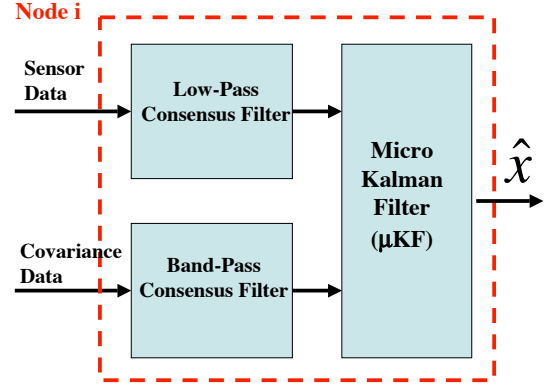 Node i
Sensor
Data
Low-Pass
Consensus Filter
Micro
Kalman
Filter
(µKF)
x̂
Covariance
Data
Band-Pass
Consensus Filter